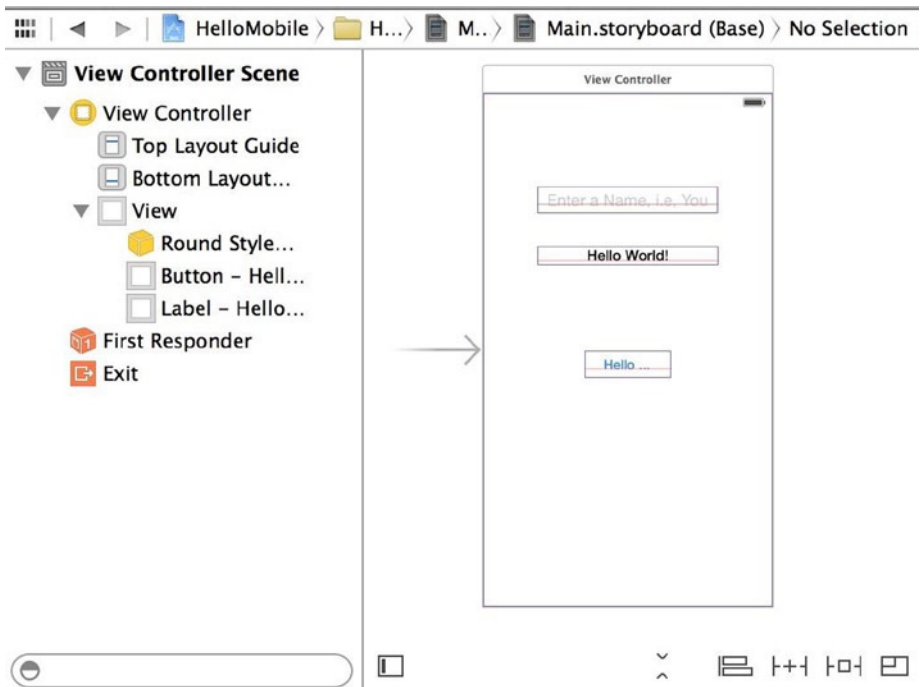 HelloMobile H... M.. Main.storyboard (Base) No Selection
View Controller Scene
View Controller
Top Layout Guide
Bottom Layout...
View
Round Style...
Button – Hell...
Label – Hello...
First Responder
Exit
View Controller
Enter a Name, i.e, You
Hello World!
Hello ...